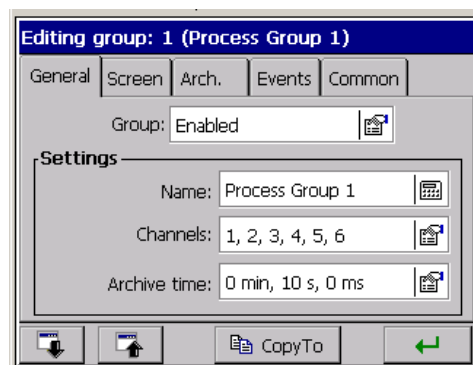 Editing group: 1 (Process Group 1)
General Screen Arch. Events Common
Group: Enabled
Settings
Name: Process Group 1
Channels: 1, 2, 3, 4, 5, 6
Archive time: 0 min, 10 s, 0 ms
CopyTo